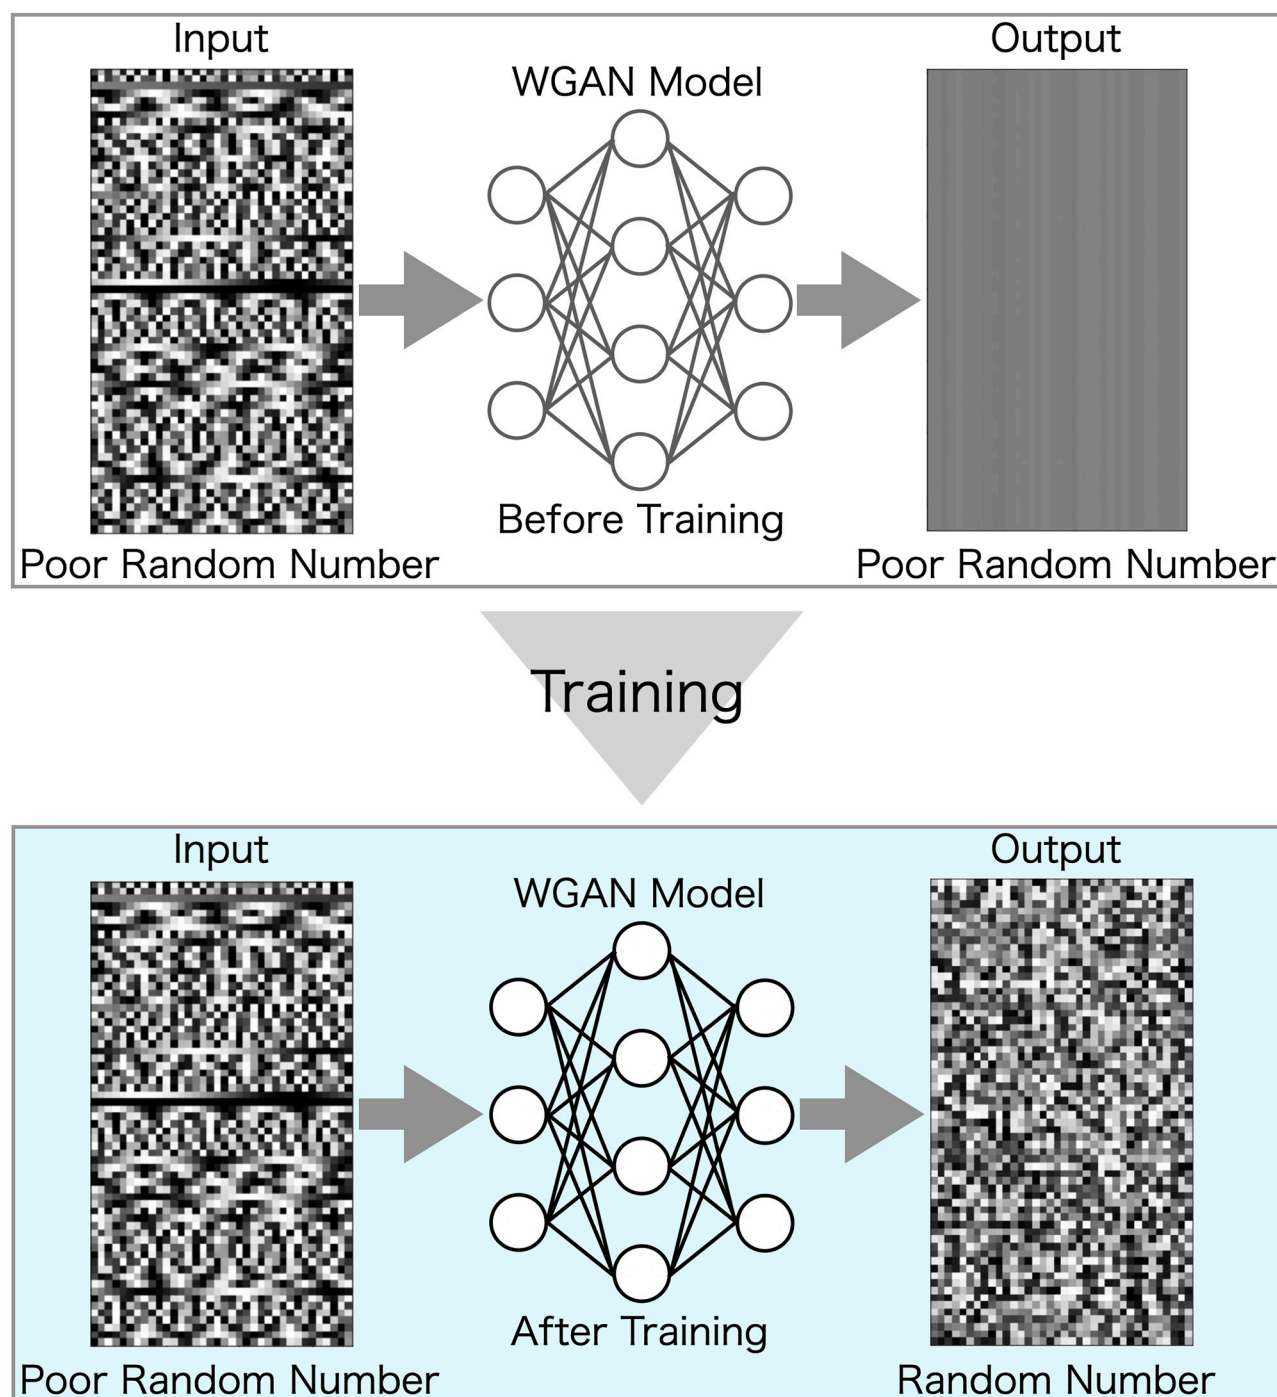 Input
Output
WGAN Model
Before Training
Poor Random Number
Poor Random Number
Training
Input
Output
WGAN Model
After Training
Poor Random Number
Random Number